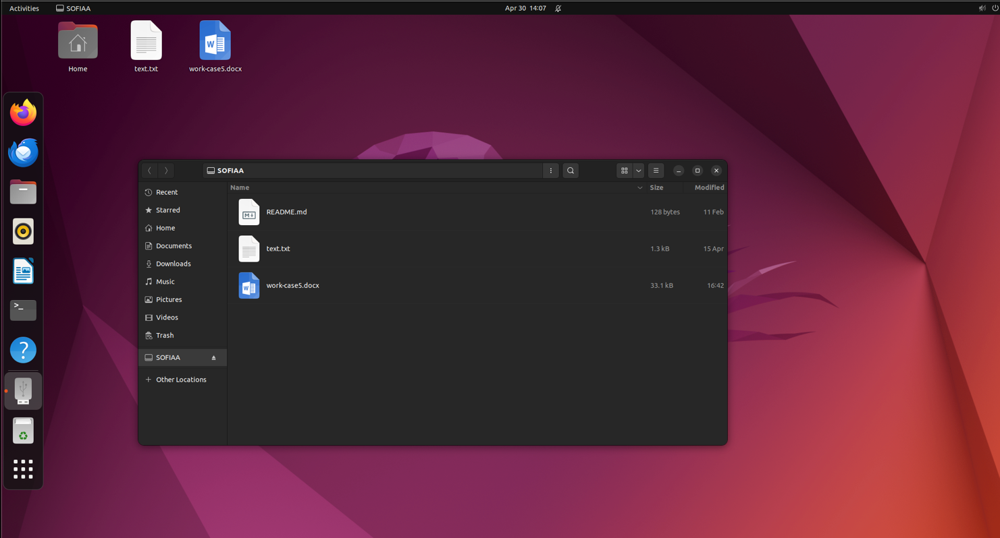 Activities
SOFIAA
Apr 30 14:07
Home
text.txt
work-case5.docx
SOFIAA
Name
Size
Modified
Recent
Starred
Home
Documents
Downloads
Music
Pictures
Videos
Trash
SOFIAA
Other Locations
README.md 128 bytes 11 Feb
text.txt 1.3 kB 15 Apr
work-case5.docx 33.1 kB 16:42